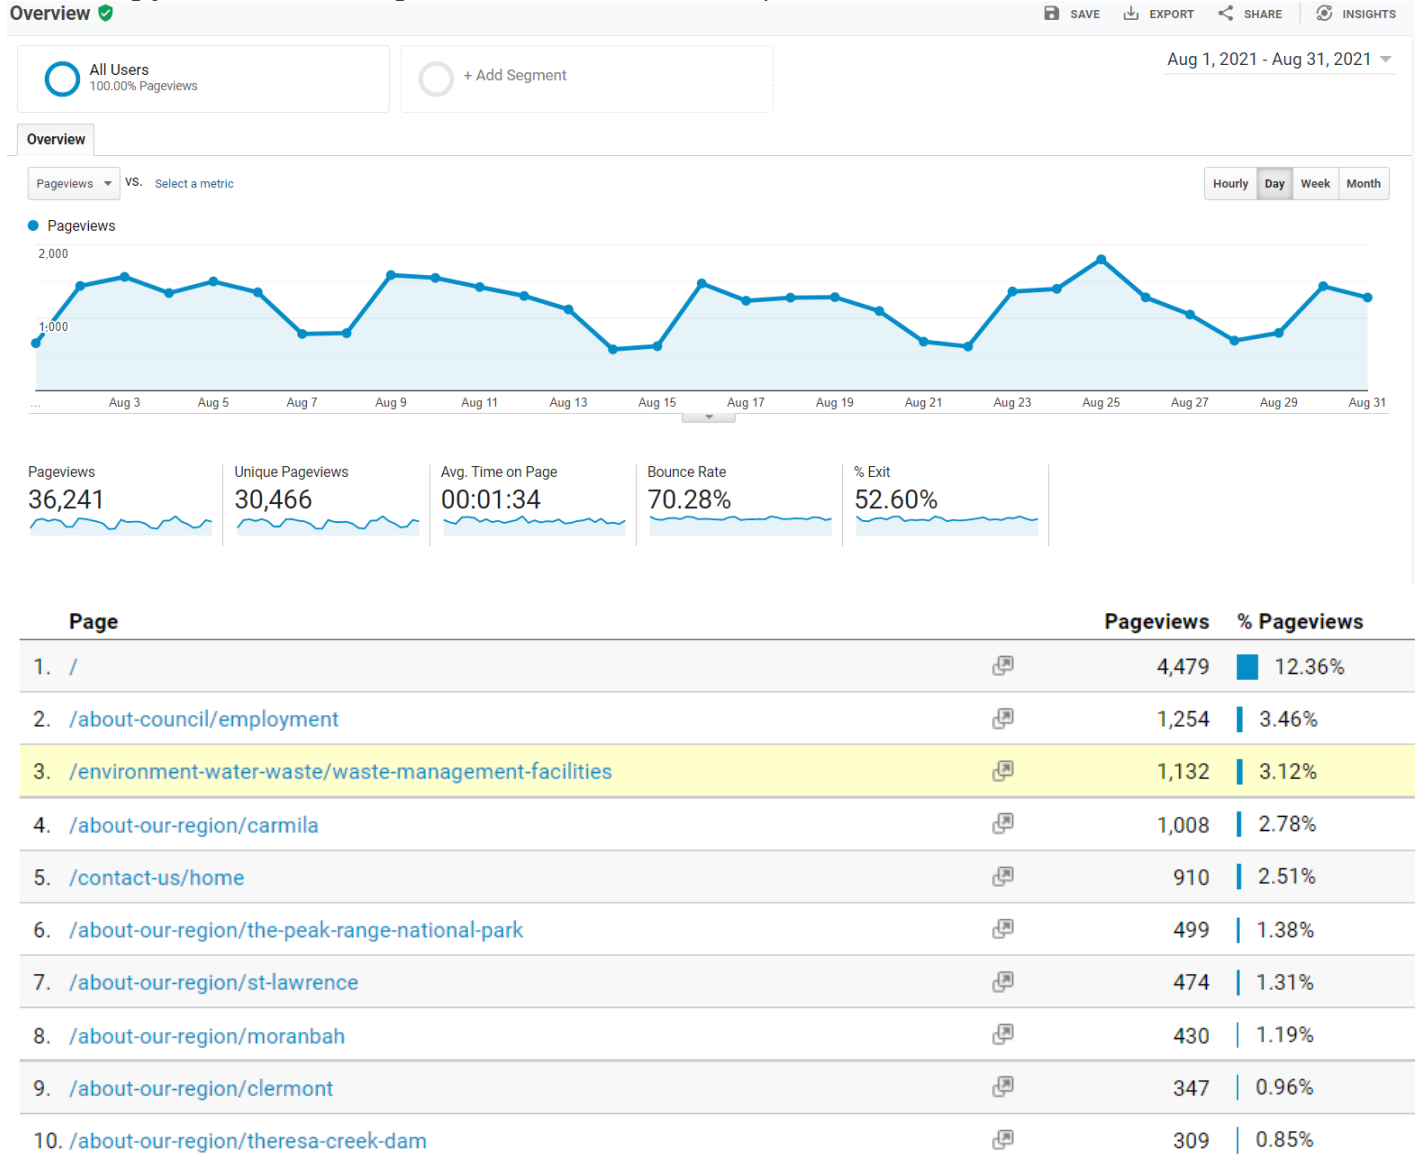 Overview
SAVE EXPORT SHARE INSIGHTS
All Users
100.00% Pageviews
+ Add Segment
Aug 1, 2021 - Aug 31, 2021
Overview
Pageviews VS. Select a metric
Hourly Day Week Month
Pageviews
2,000
1,000
... Aug 3 Aug 5 Aug 7 Aug 9 Aug 11 Aug 13 Aug 15 Aug 17 Aug 19 Aug 21 Aug 23 Aug 25 Aug 27 Aug 29 Aug 31
Pageviews
36,241
Unique Pageviews
30,466
Avg. Time on Page
00:01:34
Bounce Rate
70.28%
% Exit
52.60%
Page Pageviews % Pageviews
1. / 4,479 12.36%
2. /about-council/employment 1,254 3.46%
3. /environment-water-waste/waste-management-facilities 1,132 3.12%
4. /about-our-region/carmila 1,008 2.78%
5. /contact-us/home 910 2.51%
6. /about-our-region/the-peak-range-national-park 499 1.38%
7. /about-our-region/st-lawrence 474 1.31%
8. /about-our-region/moranbah 430 1.19%
9. /about-our-region/clermont 347 0.96%
10. /about-our-region/theresa-creek-dam 309 0.85%